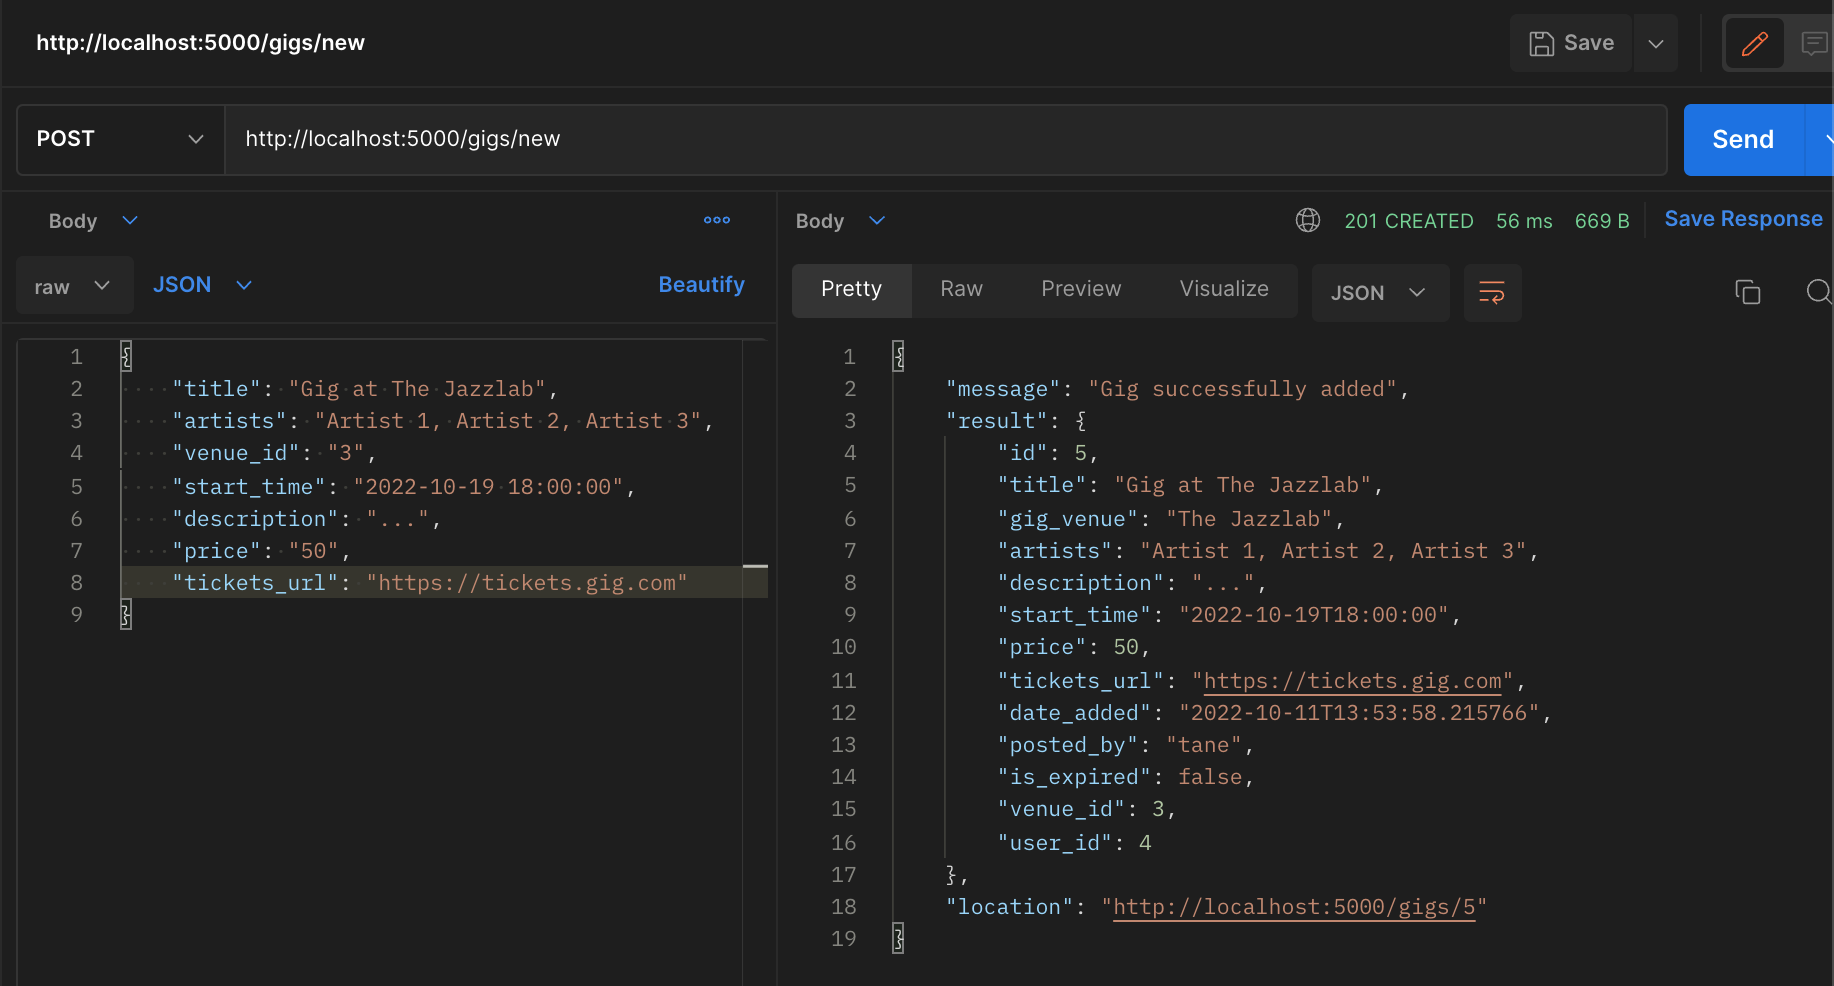 http://localhost:5000/gigs/new
Save
POST
http://localhost:5000/gigs/new
Send
Body
raw
JSON
Beautify
1 {
2 "title": "Gig at The Jazzlab",
3 "artists": "Artist 1, Artist 2, Artist 3",
4 "venue_id": "3",
5 "start_time": "2022-10-19 18:00:00",
6 "description": "...",
7 "price": "50",
8 "tickets_url": "https://tickets.gig.com"
9 }
Body
201 CREATED 56 ms 669 B
Save Response
Pretty Raw Preview Visualize JSON
1 {
2 "message": "Gig successfully added",
3 "result": {
4 "id": 5,
5 "title": "Gig at The Jazzlab",
6 "gig_venue": "The Jazzlab",
7 "artists": "Artist 1, Artist 2, Artist 3",
8 "description": "...",
9 "start_time": "2022-10-19T18:00:00",
10 "price": 50,
11 "tickets_url": "https://tickets.gig.com",
12 "date_added": "2022-10-11T13:53:58.215766",
13 "posted_by": "tane",
14 "is_expired": false,
15 "venue_id": 3,
16 "user_id": 4
17 },
18 "location": "http://localhost:5000/gigs/5"
19 }